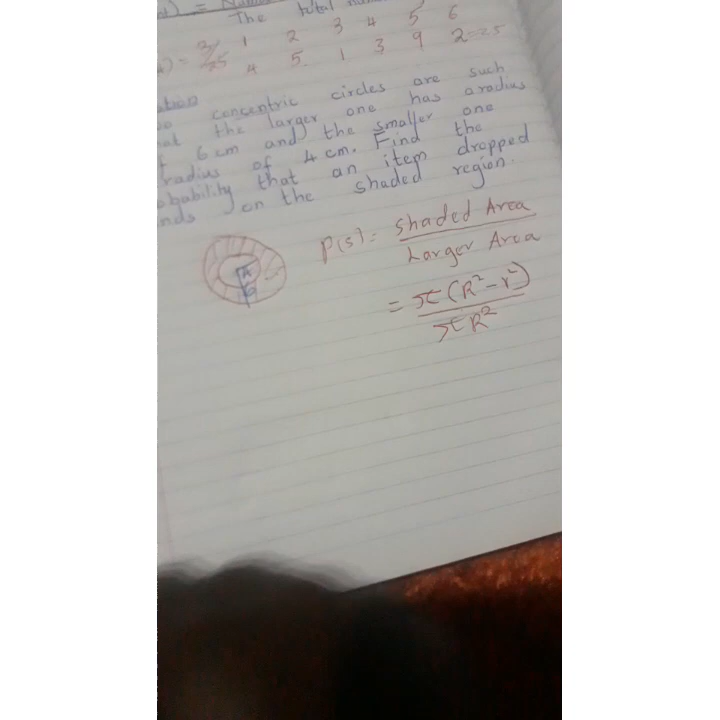 The total
1 2 3 4 5 6
4 5 1 3 9 2=25
concentric circles are such
the larger one has a radius
6 cm and the smaller one
radius of 4 cm. Find the
that an item dropped
on the shaded region.
P(s) = Shaded Area / Larger Area
= π(R²-r²) / πR²